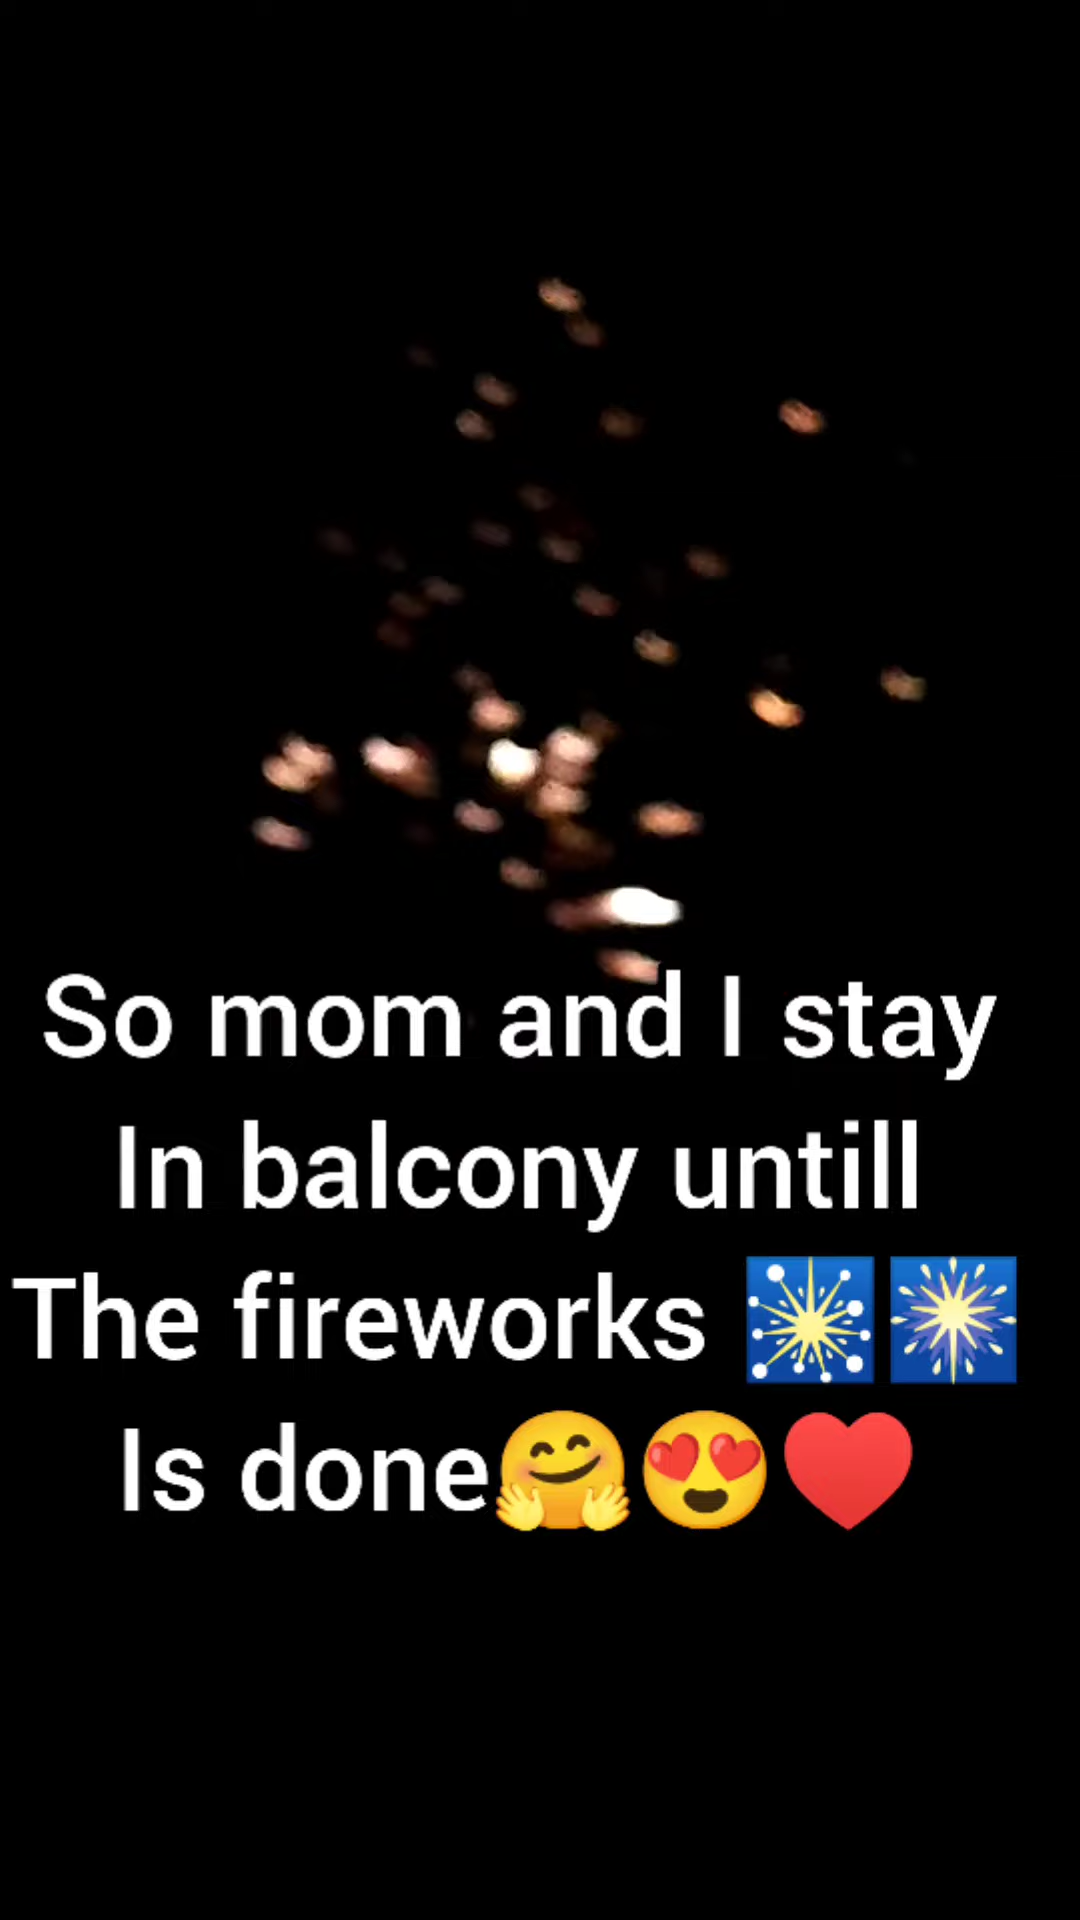 So mom and I stay
In balcony untill
The fireworks 🎇🎆
Is done🤗😍♥️